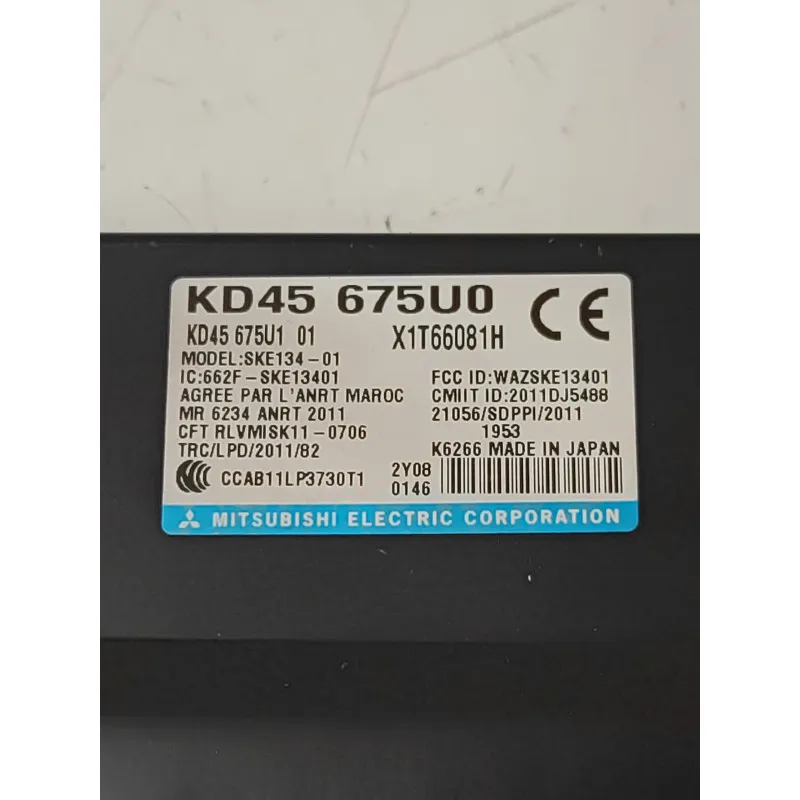 KD45 675U0
KD45 675U1 01 X1T66081H
MODEL:SKE134-01
IC:662F-SKE13401 FCC ID:WAZSKE13401
AGREE PAR L'ANRT MAROC CMIIT ID:2011DJ5488
MR 6234 ANRT 2011 21056/SDPPI/2011
CFT RLVMISK11-0706 1953
TRC/LPD/2011/82 K6266 MADE IN JAPAN
CCAB11LP3730T1 2Y08
0146
MITSUBISHI ELECTRIC CORPORATION
CE